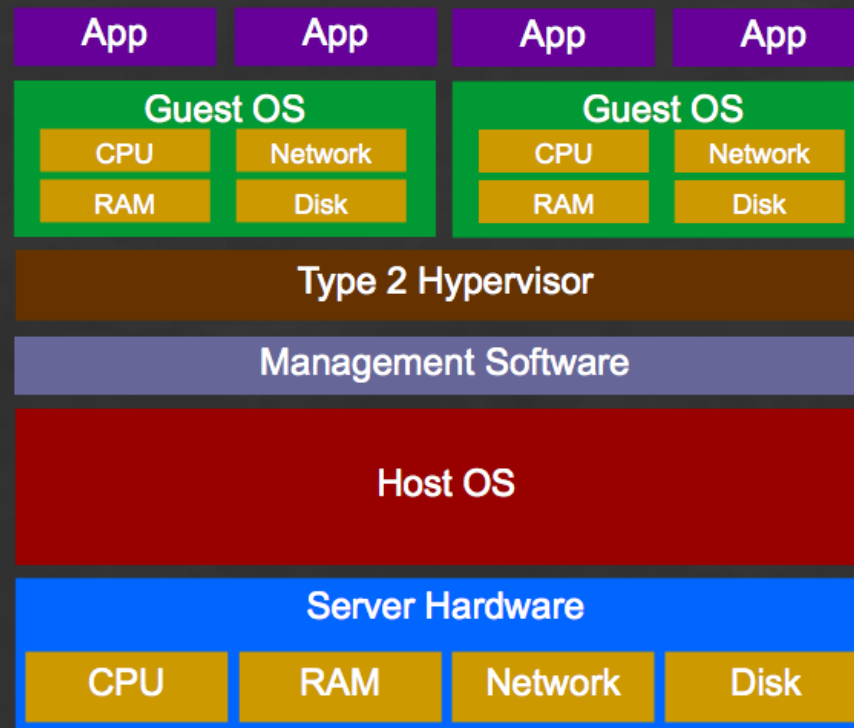 App App App App
Guest OS Guest OS
CPU Network CPU Network
RAM Disk RAM Disk
Type 2 Hypervisor
Management Software
Host OS
Server Hardware
CPU RAM Network Disk